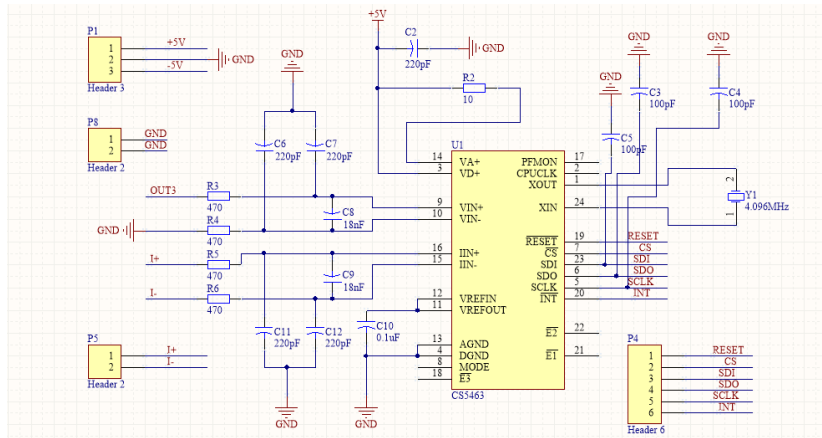 +5V
P1
1
+5V
2
GND
3
-5V
Header 3
C2
GND
220pF
GND
R2
10
GND
GND
GND
C3
100pF
C4
100pF
P8
1
GND
2
GND
Header 2
C6
220pF
C7
220pF
C5
100pF
U1
14
VA+
3
VD+
PFMON
17
CPUCLK
2
XOUT
1
2
Y1
4.096MHz
1
OUT3
R3
470
9
VIN+
10
VIN-
XIN
24
C8
18nF
GND
R4
470
I+
R5
470
16
IIN+
15
IIN-
RESET
19
RESET
CS
7
CS
SDI
23
SDI
SDO
6
SDO
SCLK
5
SCLK
INT
20
INT
C9
18nF
I-
R6
470
12
VREFIN
11
VREFOUT
C11
220pF
C12
220pF
C10
0.1uF
13
AGND
4
DGND
8
MODE
18
E3
E2
22
E1
21
CS5463
P5
1
I+
2
I-
Header 2
GND
GND
P4
1
RESET
2
CS
3
SDI
4
SDO
5
SCLK
6
INT
Header 6